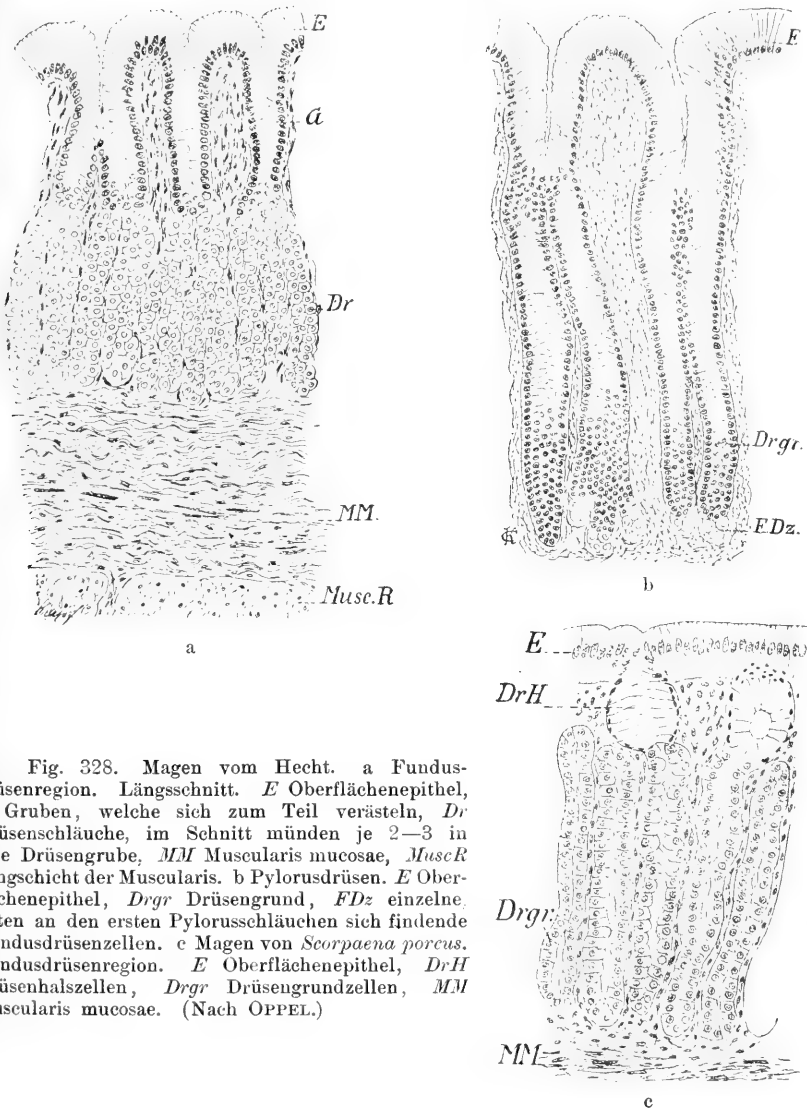 E
G
Dr
MM.
Musc.R
a
E
Drgr.
FDz.
b
E
DrH
Drgr.
MM
c
Fig. 328. Magen vom Hecht. a Fundus-
üsenregion. Längsschnitt. E Oberflächenepithel,
Gruben, welche sich zum Teil verästeln, Dr
üsenschläuche, im Schnitt münden je 2—3 in
e Drüsengrube, MM Muscularis mucosae, MuscR
ngschicht der Muscularis. b Pylorusdrüsen. E Ober-
chenepithel, Drgr Drüsengrund, FDz einzelne,
ten an den ersten Pylorusschläuchen sich findende
ndusdrüsenzellen. c Magen von Scorpaena porcus.
ndusdrüsenregion. E Oberflächenepithel, DrH
üsenhalszellen, Drgr Drüsengrundzellen, MM
uscularis mucosae. (Nach OPPEL.)